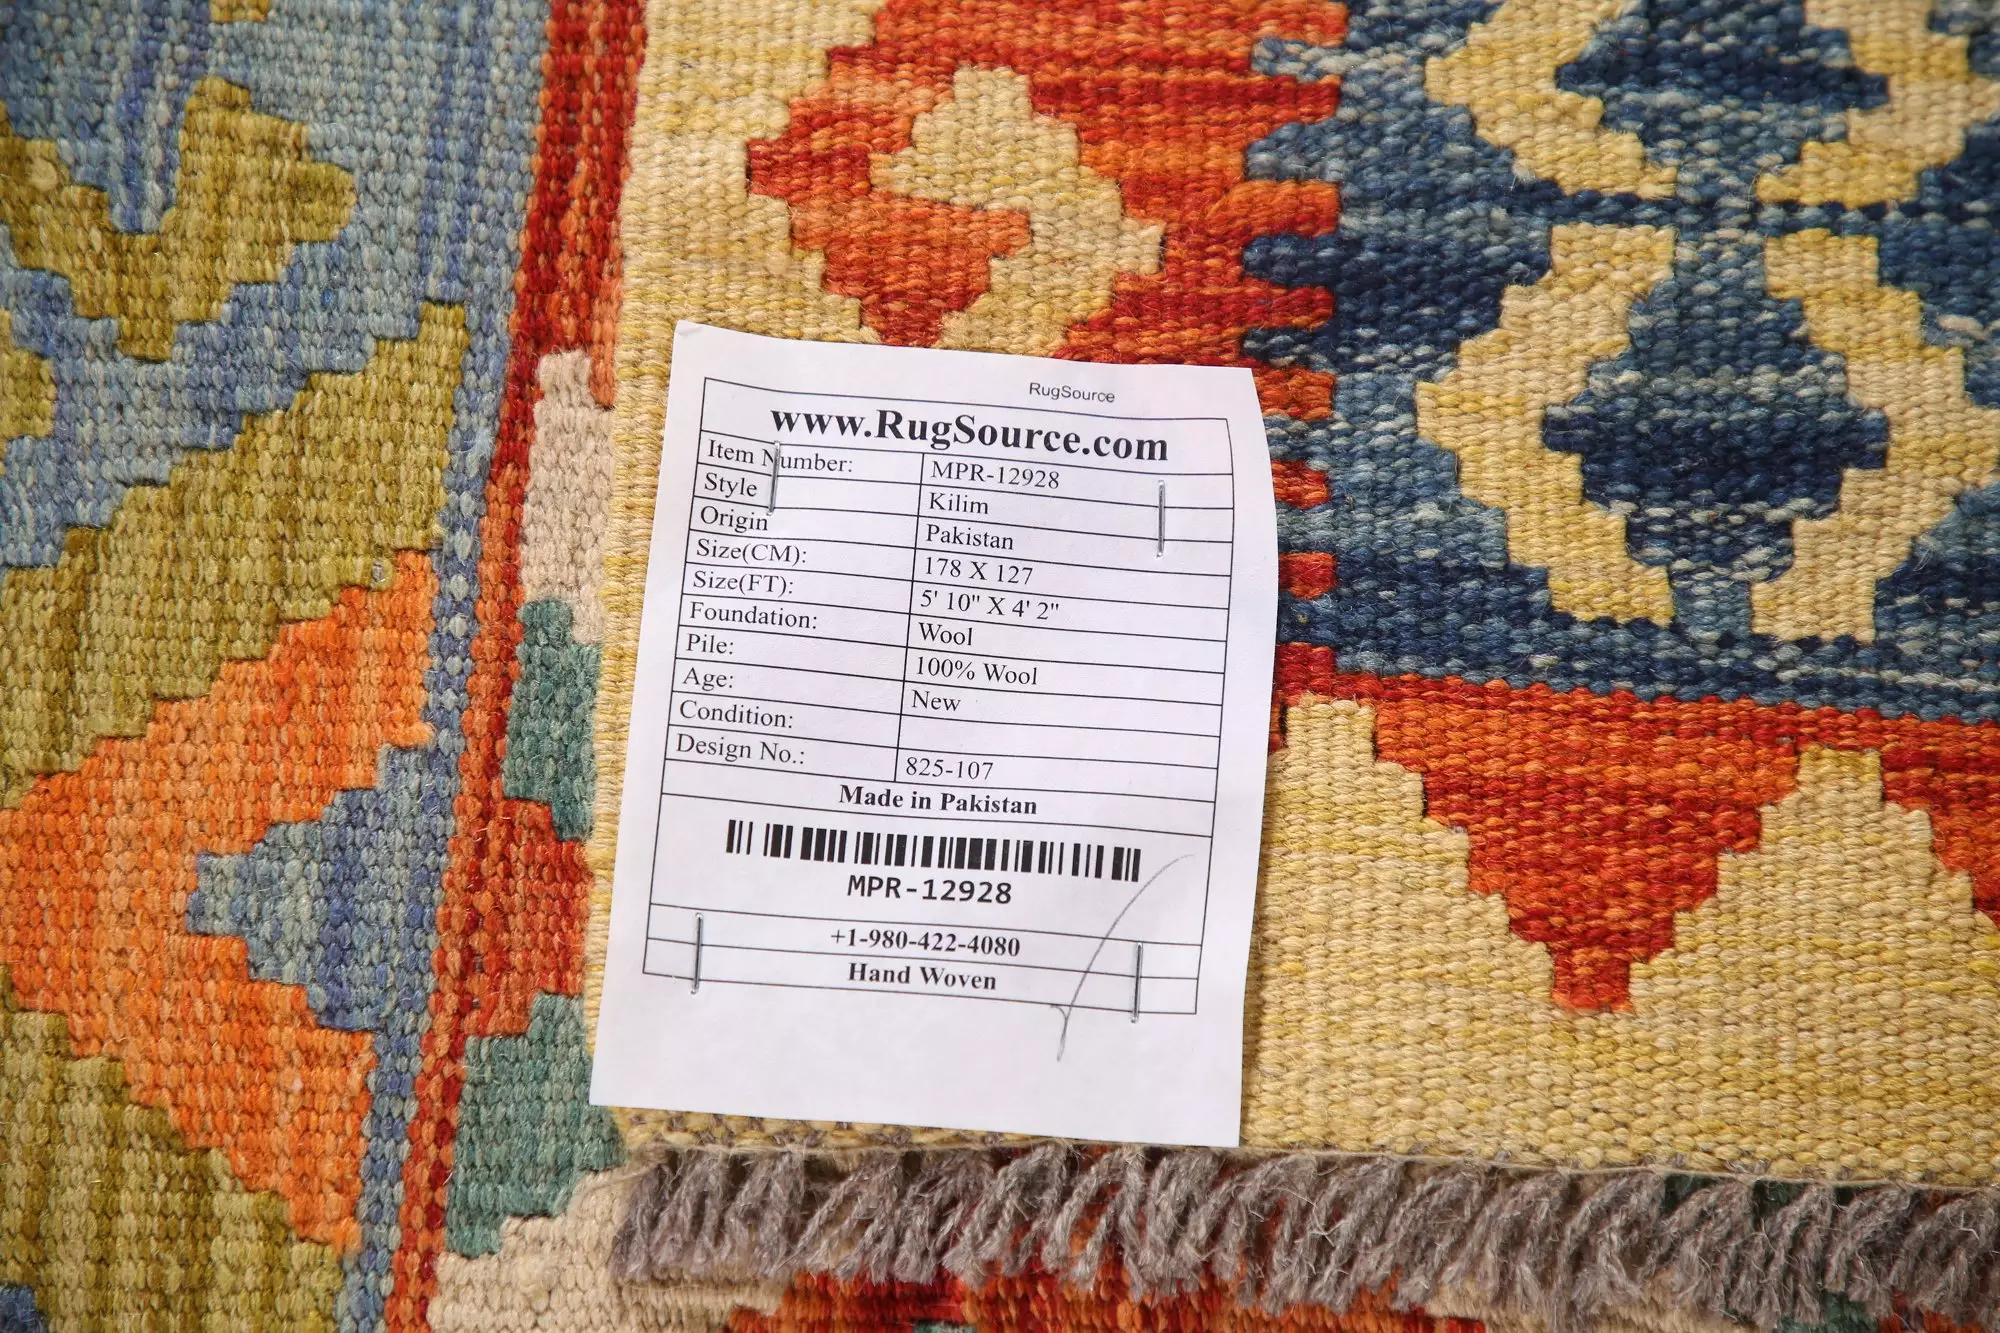 RugSource
www.RugSource.com
Item Number: MPR-12928
Style Kilim
Origin Pakistan
Size(CM): 178 X 127
Size(FT): 5' 10" X 4' 2"
Foundation: Wool
Pile: 100% Wool
Age: New
Condition:
Design No.: 825-107
Made in Pakistan
MPR-12928
+1-980-422-4080
Hand Woven